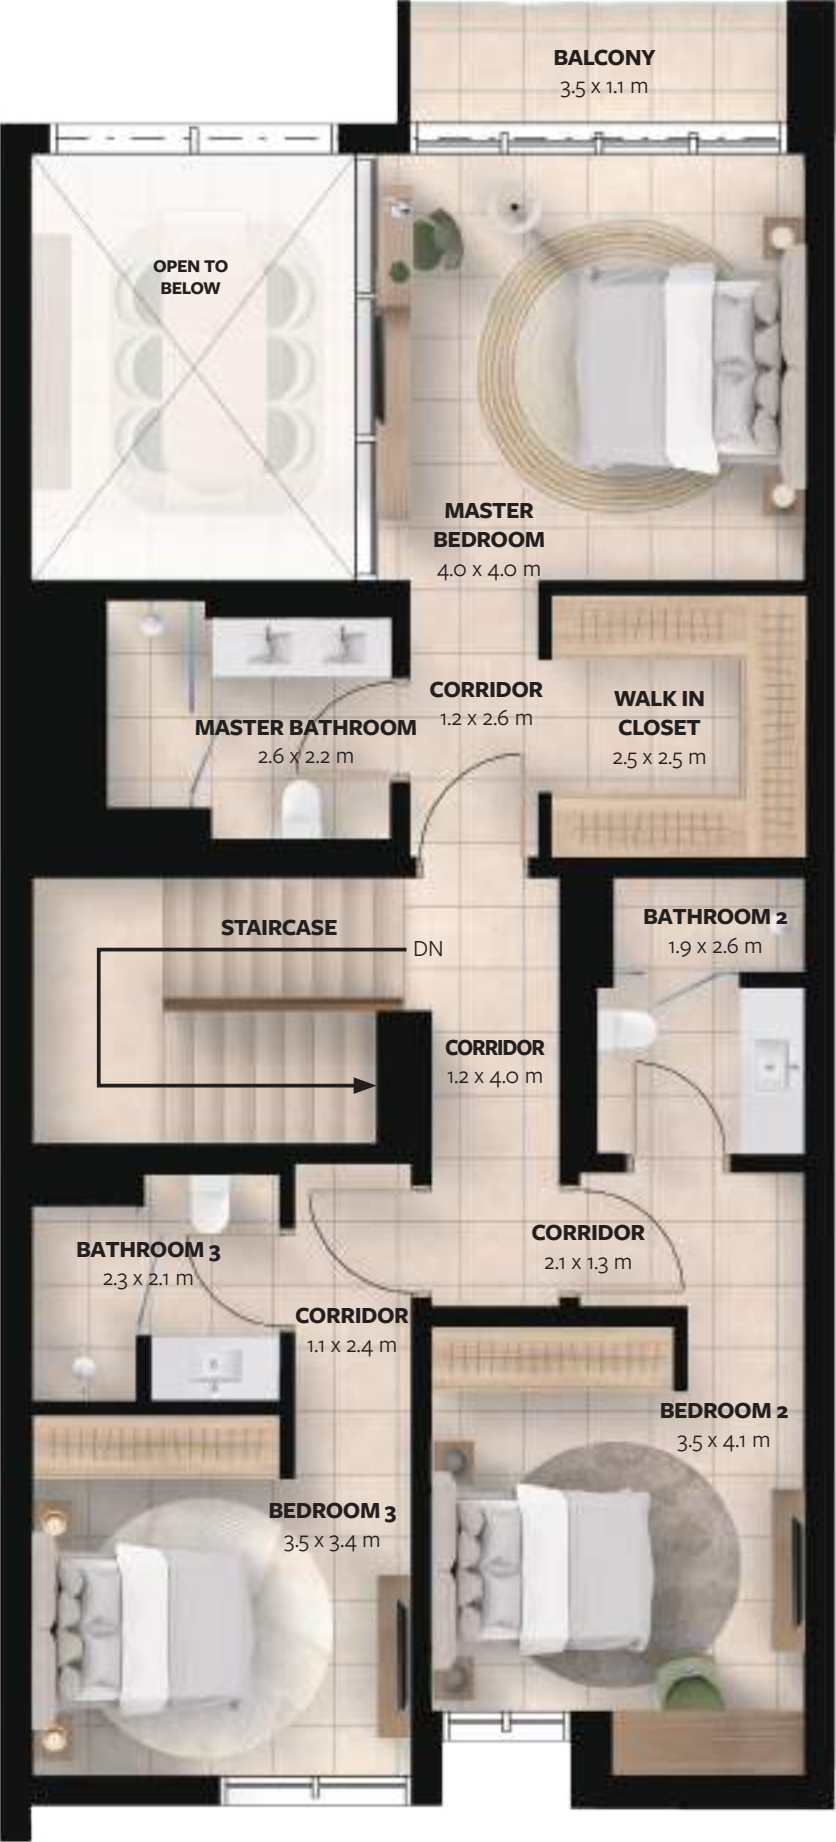 BALCONY
3.5 x 1.1 m
OPEN TO
BELOW
MASTER
BEDROOM
4.0 x 4.0 m
CORRIDOR
1.2 x 2.6 m
WALK IN
CLOSET
2.5 x 2.5 m
MASTER BATHROOM
2.6 x 2.2 m
STAIRCASE
DN
BATHROOM 2
1.9 x 2.6 m
CORRIDOR
1.2 x 4.0 m
CORRIDOR
2.1 x 1.3 m
BATHROOM 3
2.3 x 2.1 m
CORRIDOR
1.1 x 2.4 m
BEDROOM 2
3.5 x 4.1 m
BEDROOM 3
3.5 x 3.4 m